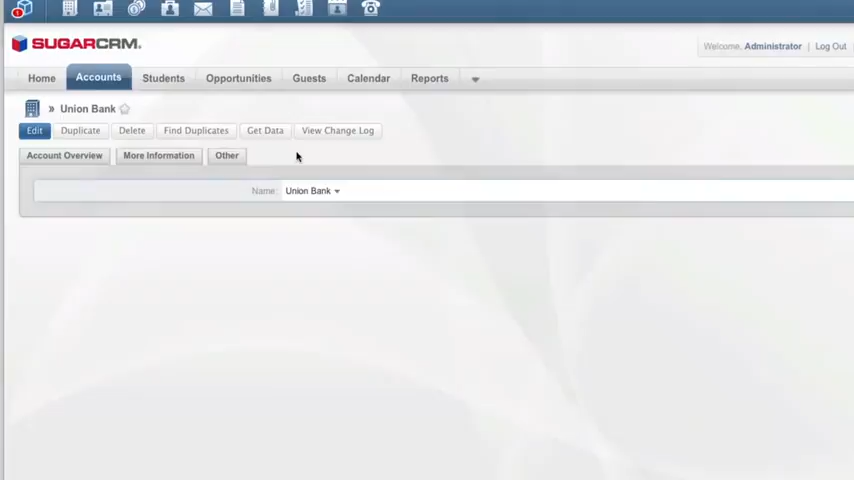 1
SUGARCRM.
Welcome, Administrator | Log Out
Home Accounts Students Opportunities Guests Calendar Reports
» Union Bank
Edit Duplicate Delete Find Duplicates Get Data View Change Log
Account Overview More Information Other
Name: Union Bank